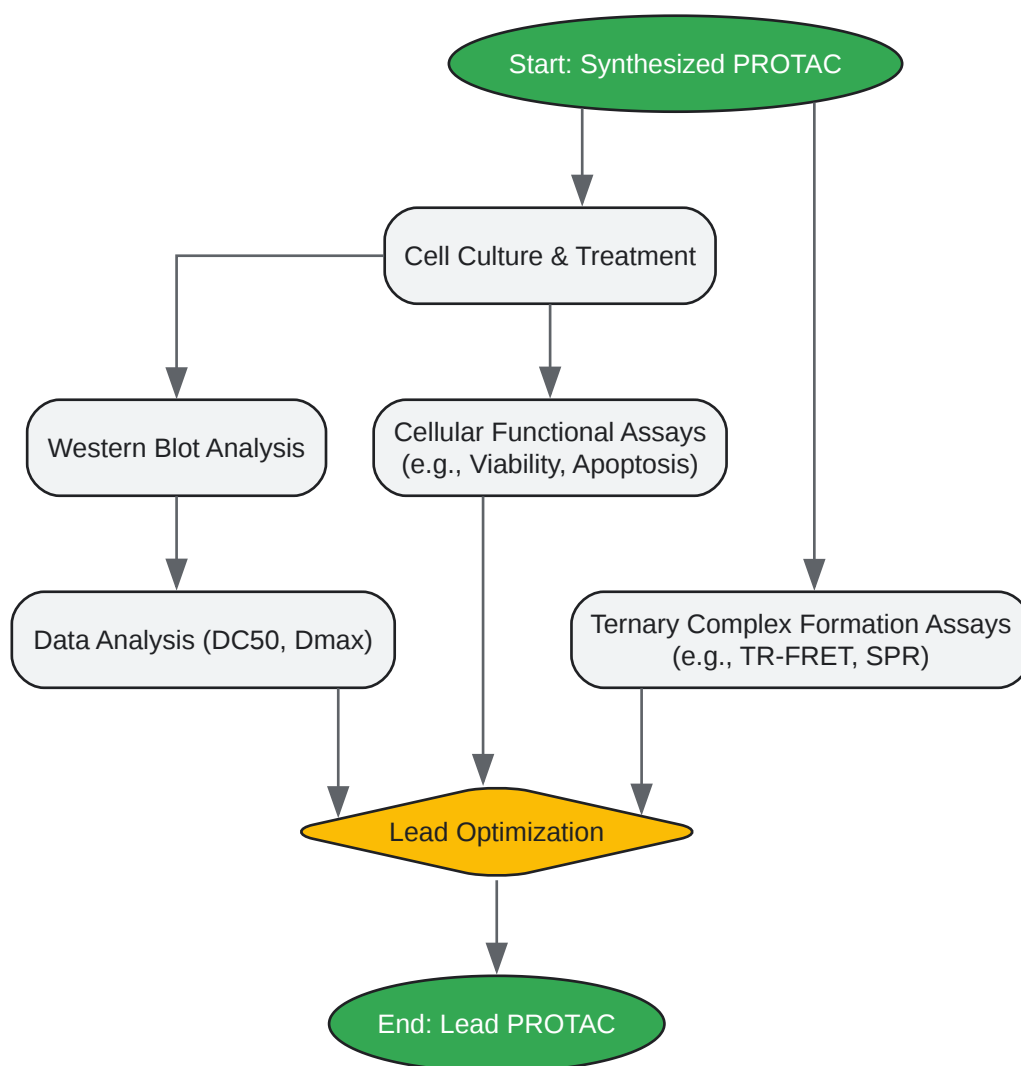 Start: Synthesized PROTAC
Cell Culture & Treatment
Western Blot Analysis
Cellular Functional Assays
(e.g., Viability, Apoptosis)
Data Analysis (DC50, Dmax)
Ternary Complex Formation Assays
(e.g., TR-FRET, SPR)
Lead Optimization
End: Lead PROTAC